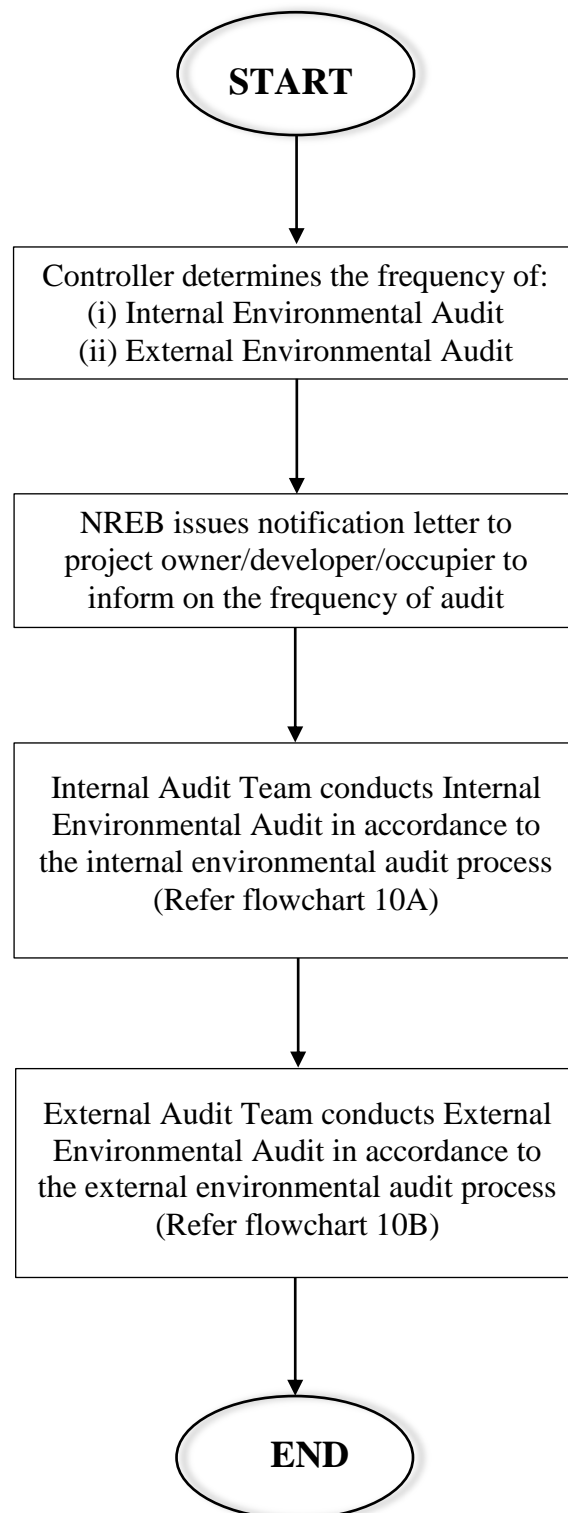 START
Controller determines the frequency of:
(i) Internal Environmental Audit
(ii) External Environmental Audit
NREB issues notification letter to
project owner/developer/occupier to
inform on the frequency of audit
Internal Audit Team conducts Internal
Environmental Audit in accordance to
the internal environmental audit process
(Refer flowchart 10A)
External Audit Team conducts External
Environmental Audit in accordance to
the external environmental audit process
(Refer flowchart 10B)
END